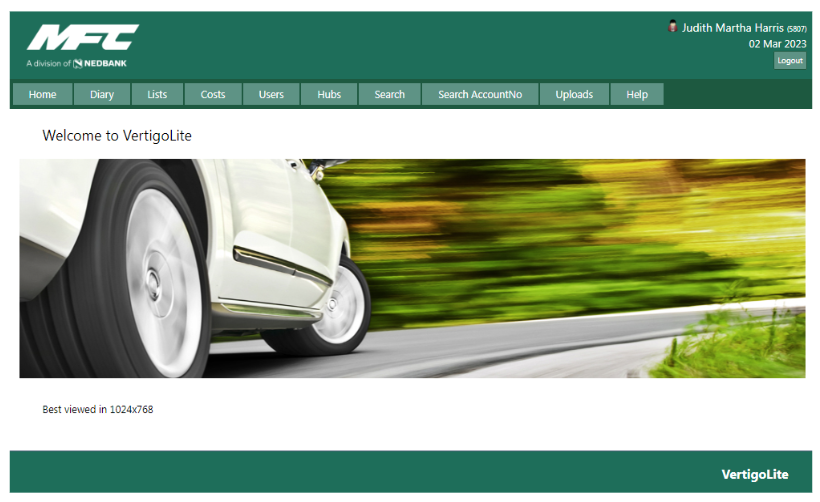 MFC
A division of NEDBANK
Judith Martha Harris (5807)
02 Mar 2023
Logout
Home Diary Lists Costs Users Hubs Search Search AccountNo Uploads Help
Welcome to VertigoLite
Best viewed in 1024x768
VertigoLite